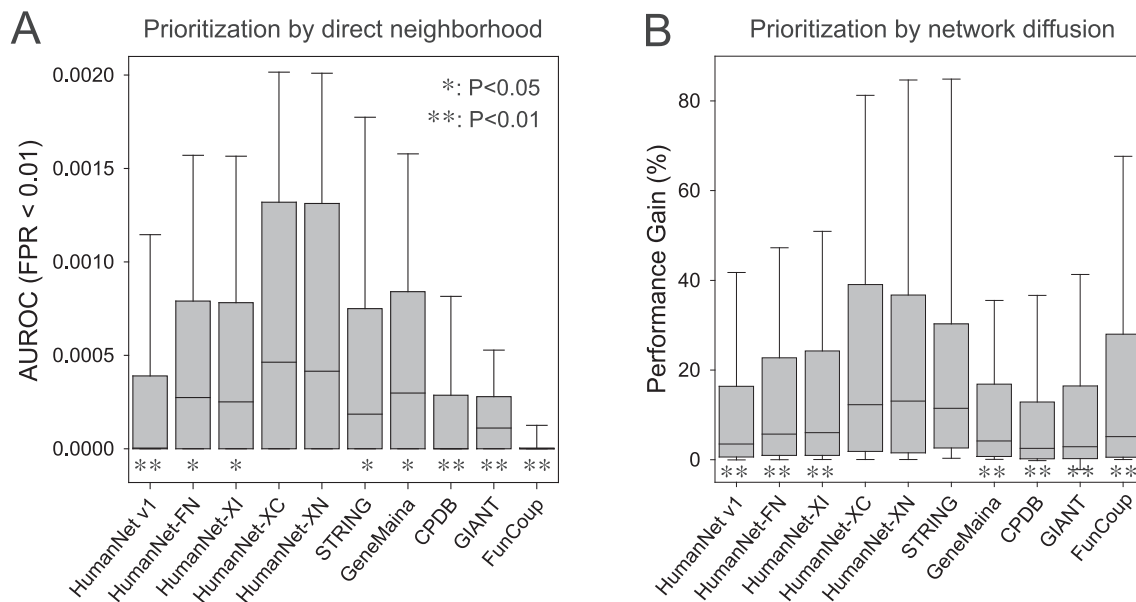 A
Prioritization by direct neighborhood
AUROC (FPR < 0.01)
0.0020
0.0015
0.0010
0.0005
0.0000
*: P<0.05
**: P<0.01
** * * * * ** ** **
HumanNet v1
HumanNet-FN
HumanNet-XI
HumanNet-XC
HumanNet-XN
STRING
GeneMaina
CPDB
GIANT
FunCoup
B
Prioritization by network diffusion
Performance Gain (%)
80
60
40
20
0
** ** ** ** ** ** **
HumanNet v1
HumanNet-FN
HumanNet-XI
HumanNet-XC
HumanNet-XN
STRING
GeneMaina
CPDB
GIANT
FunCoup